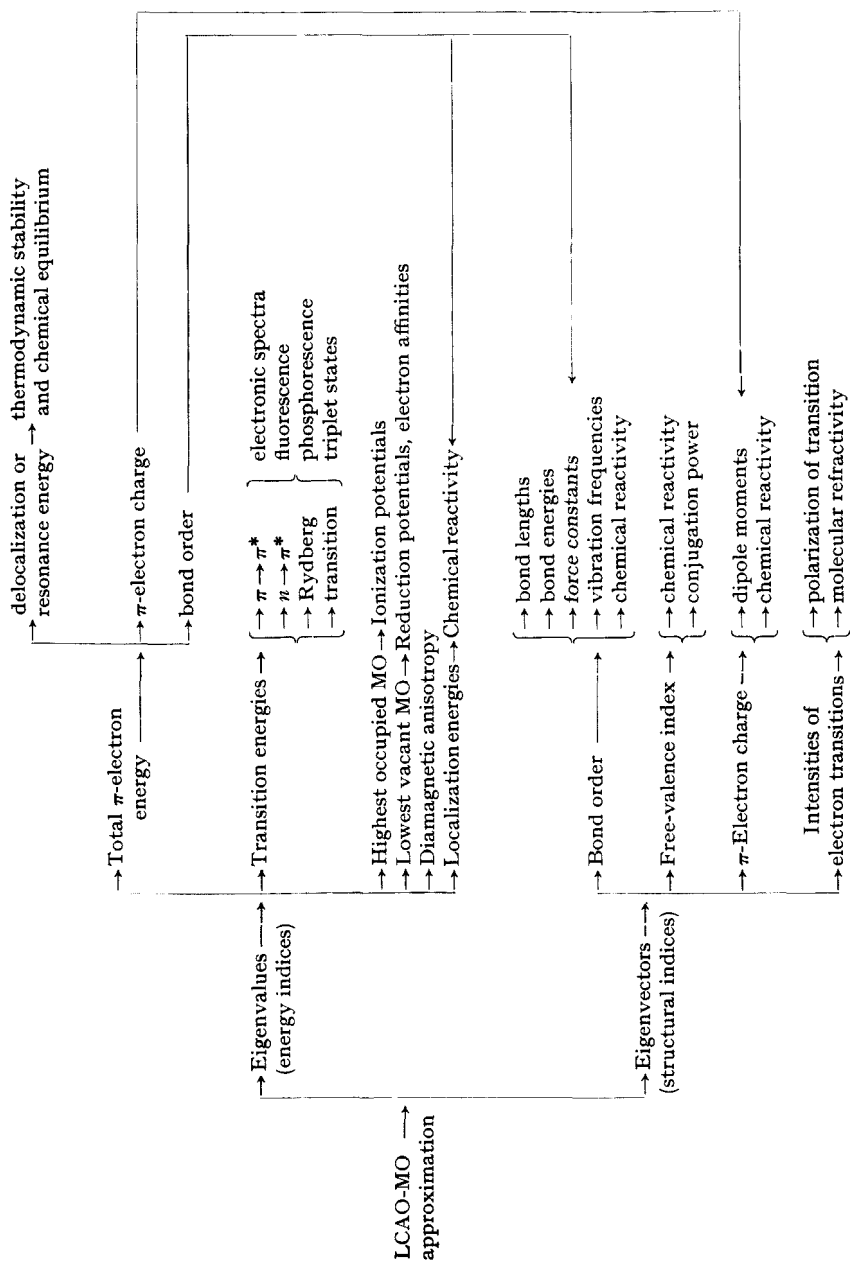 LCAO-MO →
approximation
→ Eigenvalues →
(energy indices)
→ Eigenvectors →
(structural indices)
→ Total π-electron
energy →
→ delocalization or
resonance energy →
thermodynamic stability
and chemical equilibrium
→ π-electron charge
→ bond order
→ Transition energies →
→ π → π*
→ n → π*
→ Rydberg
→ transition
electronic spectra
fluorescence
phosphorescence
triplet states
→ Highest occupied MO → Ionization potentials
→ Lowest vacant MO → Reduction potentials, electron affinities
→ Diamagnetic anisotropy
→ Localization energies → Chemical reactivity
→ Bond order →
→ bond lengths
→ bond energies
→ force constants
→ vibration frequencies
→ chemical reactivity
→ Free-valence index →
→ chemical reactivity
→ conjugation power
→ π-Electron charge →
→ dipole moments
→ chemical reactivity
Intensities of
→ electron transitions →
→ polarization of transition
→ molecular refractivity